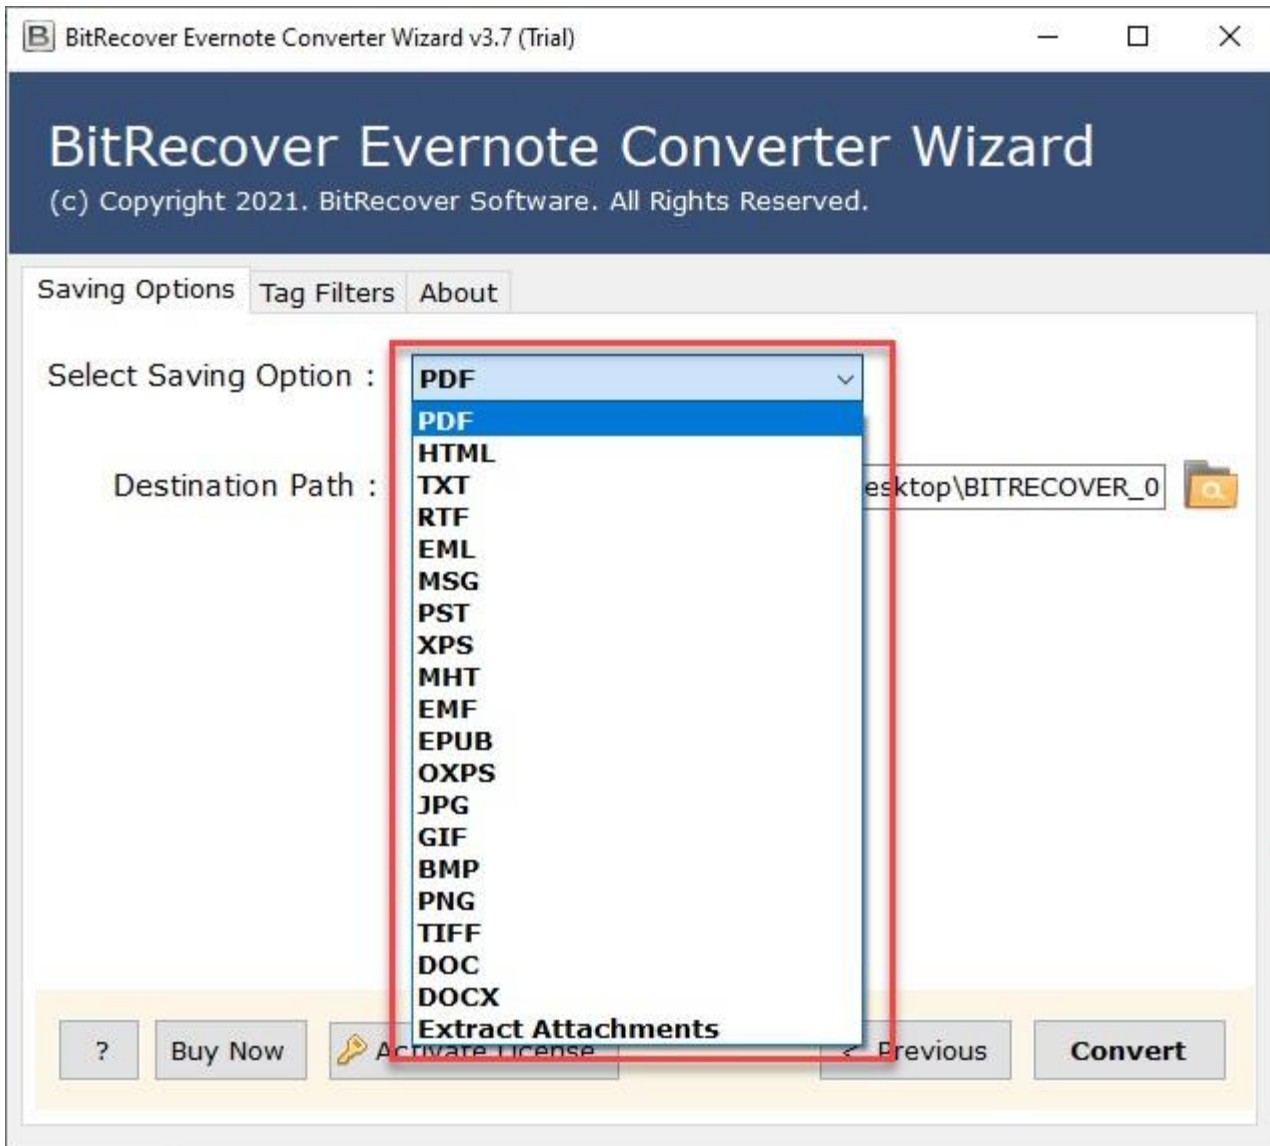 BitRecover Evernote Converter Wizard v3.7 (Trial)
BitRecover Evernote Converter Wizard
(c) Copyright 2021. BitRecover Software. All Rights Reserved.
Saving Options Tag Filters About
Select Saving Option : PDF
PDF
HTML
Destination Path : TXT esktop\BITRECOVER_0
RTF
EML
MSG
PST
XPS
MHT
EMF
EPUB
OXPS
JPG
GIF
BMP
PNG
TIFF
DOC
DOCX
Extract Attachments
? Buy Now Activate License < Previous Convert